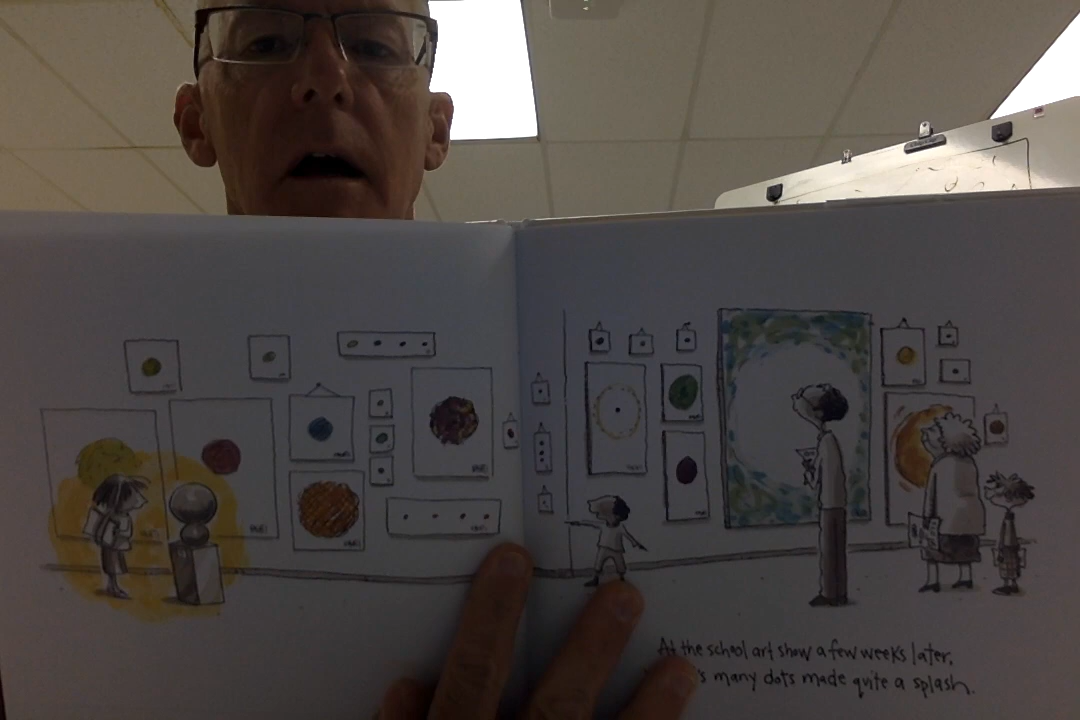 At the school art show a few weeks later,
s many dots made quite a splash.